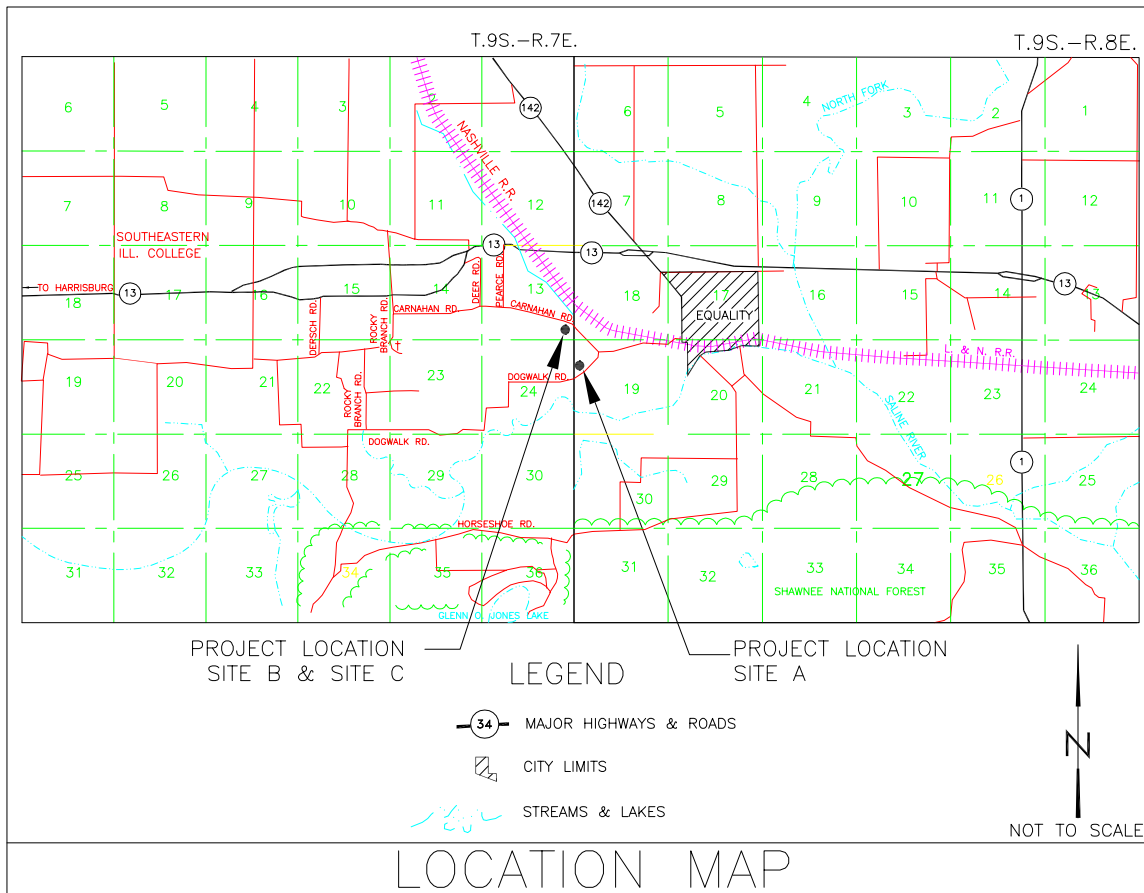 T.9S.-R.7E.
T.9S.-R.8E.
6
5
4
3
142
6
5
4
NORTH FORK
3
2
1
NASHVILLE R.R.
7
8
9
10
11
12
142
7
8
9
10
11
1
12
SOUTHEASTERN
ILL. COLLEGE
13
13
TO HARRISBURG
18
13
17
16
15
14
13
18
17
16
15
14
13
13
DEER RD.
PEARCE RD.
CARNAHAN RD.
CARNAHAN RD.
EQUALITY
DERSCH RD.
ROCKY
BRANCH RD.
L. & N. R.R.
19
20
21
22
23
24
DOGWALK RD.
19
20
21
22
23
24
ROCKY
BRANCH RD.
SALINE RIVER
DOGWALK RD.
25
26
27
28
29
30
30
29
28
27
26
1
25
HORSESHOE RD.
31
32
33
34
35
36
31
32
33
34
35
36
SHAWNEE NATIONAL FOREST
GLENN O. JONES LAKE
PROJECT LOCATION
SITE B & SITE C
PROJECT LOCATION
SITE A
LEGEND
34 MAJOR HIGHWAYS & ROADS
CITY LIMITS
STREAMS & LAKES
N
NOT TO SCALE
LOCATION MAP